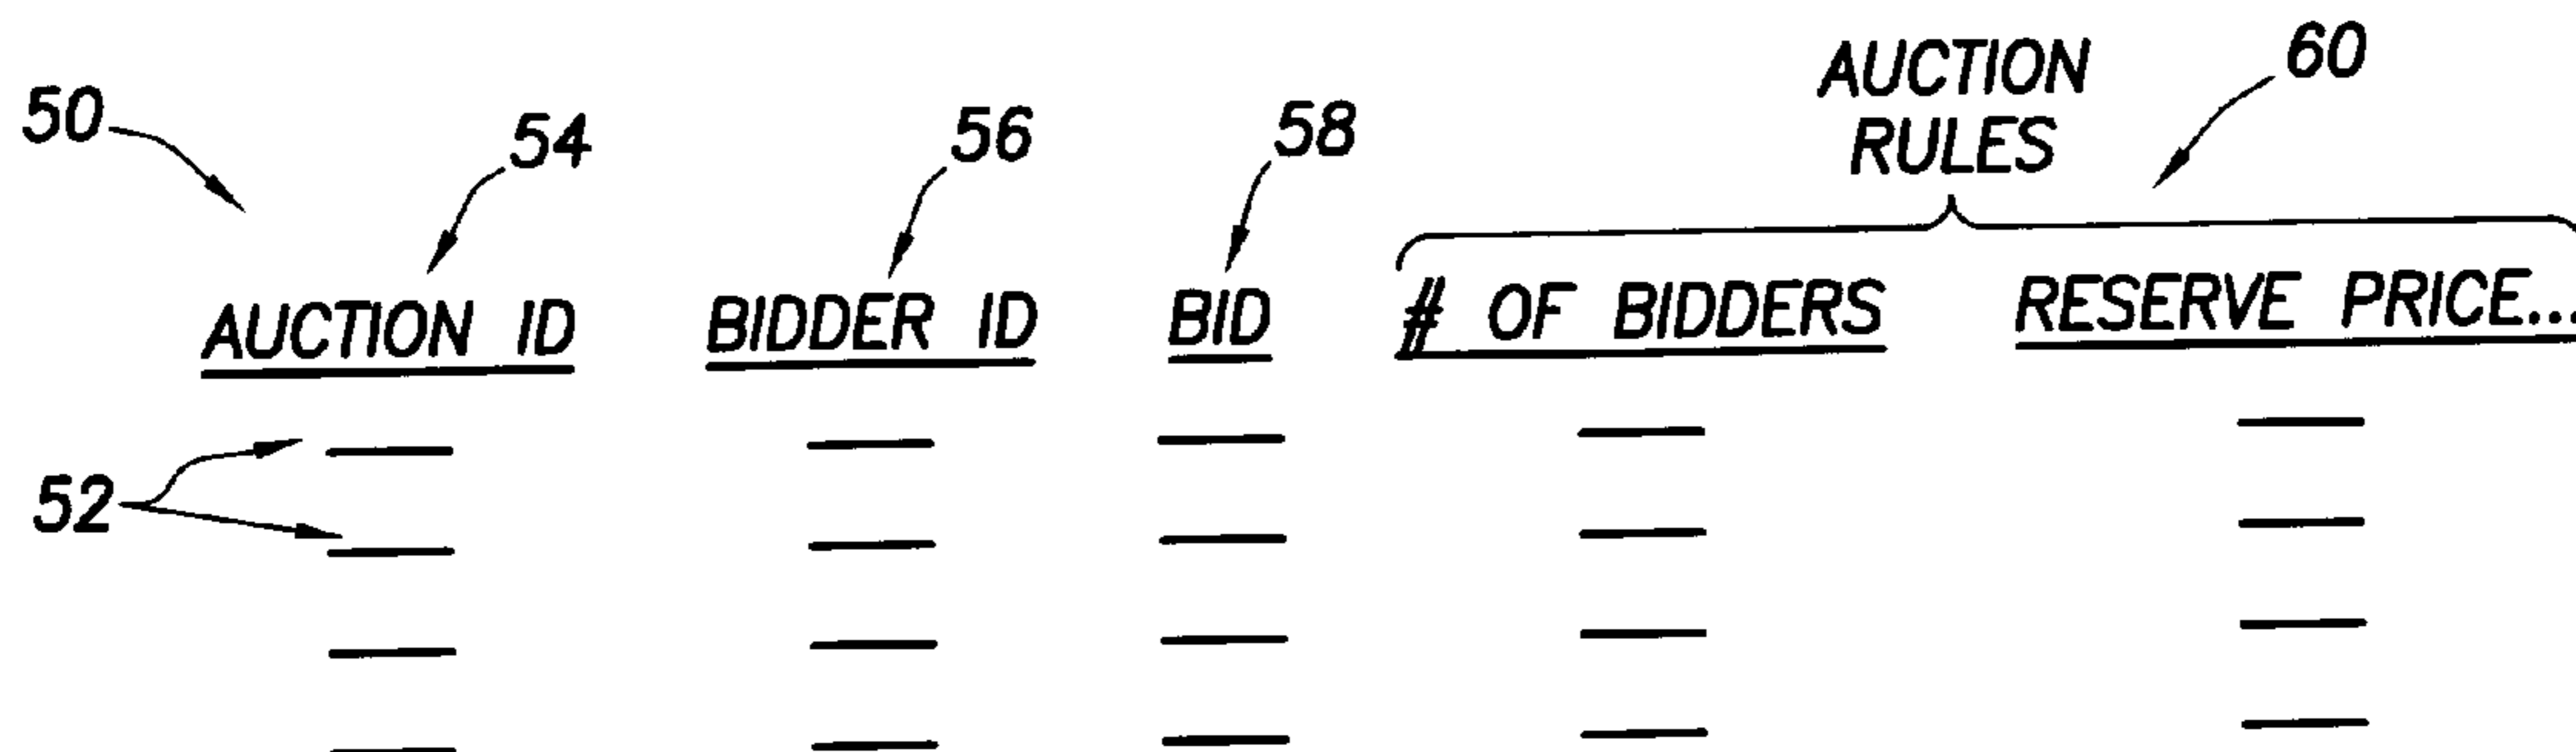 AUCTION
RULES
60
50
54
56
58
AUCTION ID BIDDER ID BID # OF BIDDERS RESERVE PRICE...
52